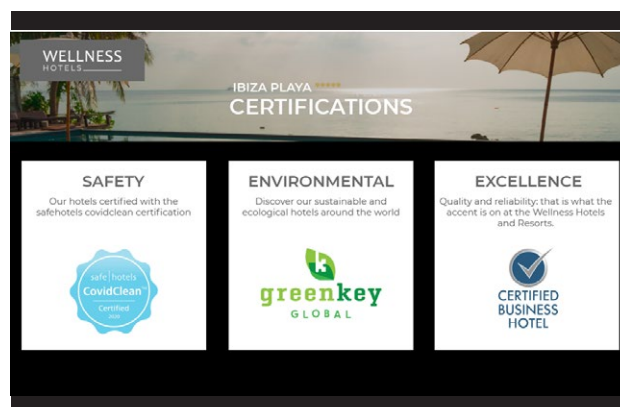 WELLNESS
HOTELS
IBIZA PLAYA
CERTIFICATIONS
SAFETY
Our hotels certified with the
safehotels covidclean certification
safe hotels
CovidClean™
Certified
2020
ENVIRONMENTAL
Discover our sustainable and
ecological hotels around the world
greenkey
GLOBAL
EXCELLENCE
Quality and reliability: that is what the
accent is on at the Wellness Hotels
and Resorts.
CERTIFIED
BUSINESS
HOTEL